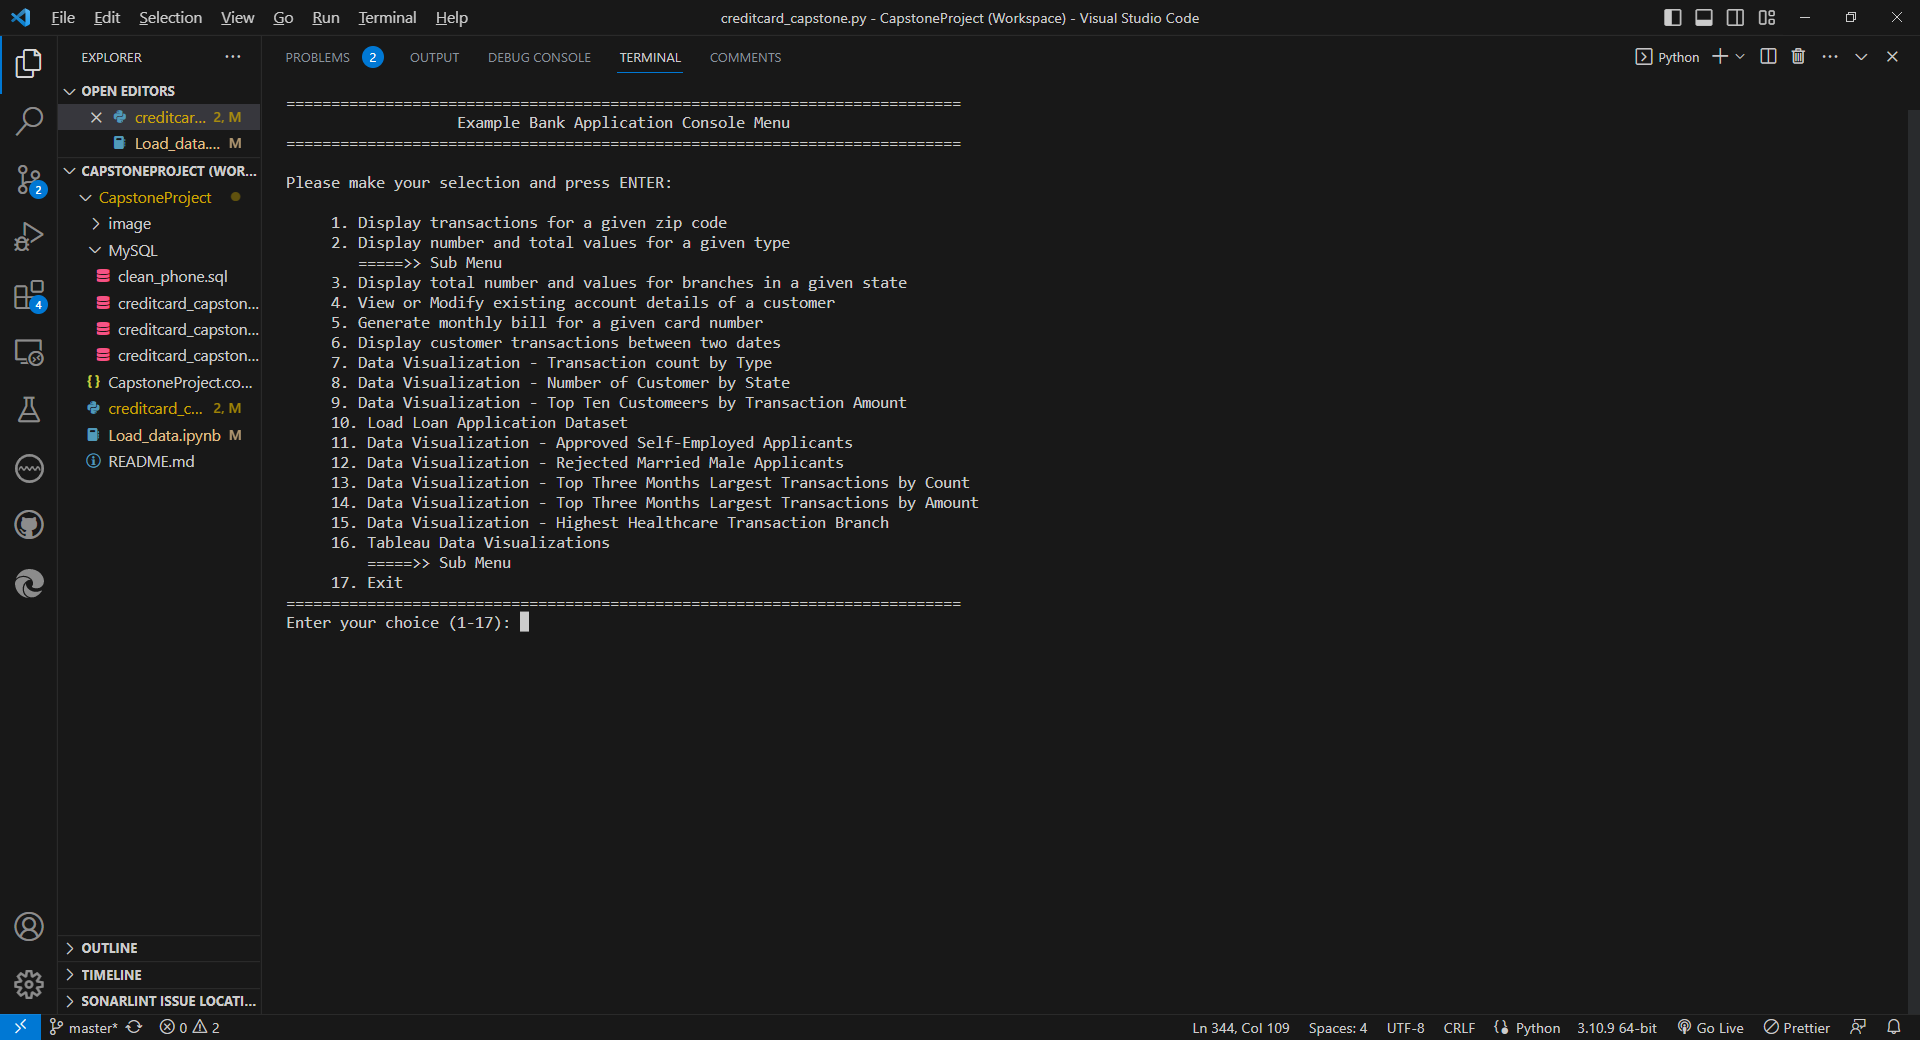 File Edit Selection View Go Run Terminal Help
creditcard_capstone.py - CapstoneProject (Workspace) - Visual Studio Code
EXPLORER
OPEN EDITORS
creditcar... 2, M
Load_data.... M
CAPSTONEPROJECT (WOR...
CapstoneProject
image
MySQL
clean_phone.sql
creditcard_capston...
creditcard_capston...
creditcard_capston...
CapstoneProject.co...
creditcard_c... 2, M
Load_data.ipynb M
README.md
OUTLINE
TIMELINE
SONARLINT ISSUE LOCATI...
2
4
PROBLEMS 2 OUTPUT DEBUG CONSOLE TERMINAL COMMENTS
Python
===========================================================================
Example Bank Application Console Menu
===========================================================================
Please make your selection and press ENTER:
1. Display transactions for a given zip code
2. Display number and total values for a given type
=====>> Sub Menu
3. Display total number and values for branches in a given state
4. View or Modify existing account details of a customer
5. Generate monthly bill for a given card number
6. Display customer transactions between two dates
7. Data Visualization - Transaction count by Type
8. Data Visualization - Number of Customer by State
9. Data Visualization - Top Ten Customeers by Transaction Amount
10. Load Loan Application Dataset
11. Data Visualization - Approved Self-Employed Applicants
12. Data Visualization - Rejected Married Male Applicants
13. Data Visualization - Top Three Months Largest Transactions by Count
14. Data Visualization - Top Three Months Largest Transactions by Amount
15. Data Visualization - Highest Healthcare Transaction Branch
16. Tableau Data Visualizations
=====>> Sub Menu
17. Exit
===========================================================================
Enter your choice (1-17):
master* 0 2
Ln 344, Col 109 Spaces: 4 UTF-8 CRLF Python 3.10.9 64-bit Go Live Prettier